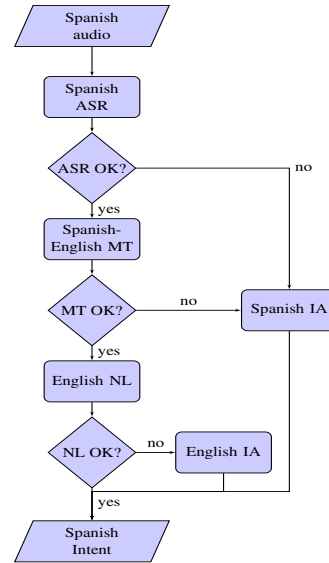 Spanish
audio
Spanish
ASR
ASR OK?
no
yes
Spanish-
English MT
MT OK?
no
Spanish IA
yes
English NL
NL OK?
no
English IA
yes
Spanish
Intent